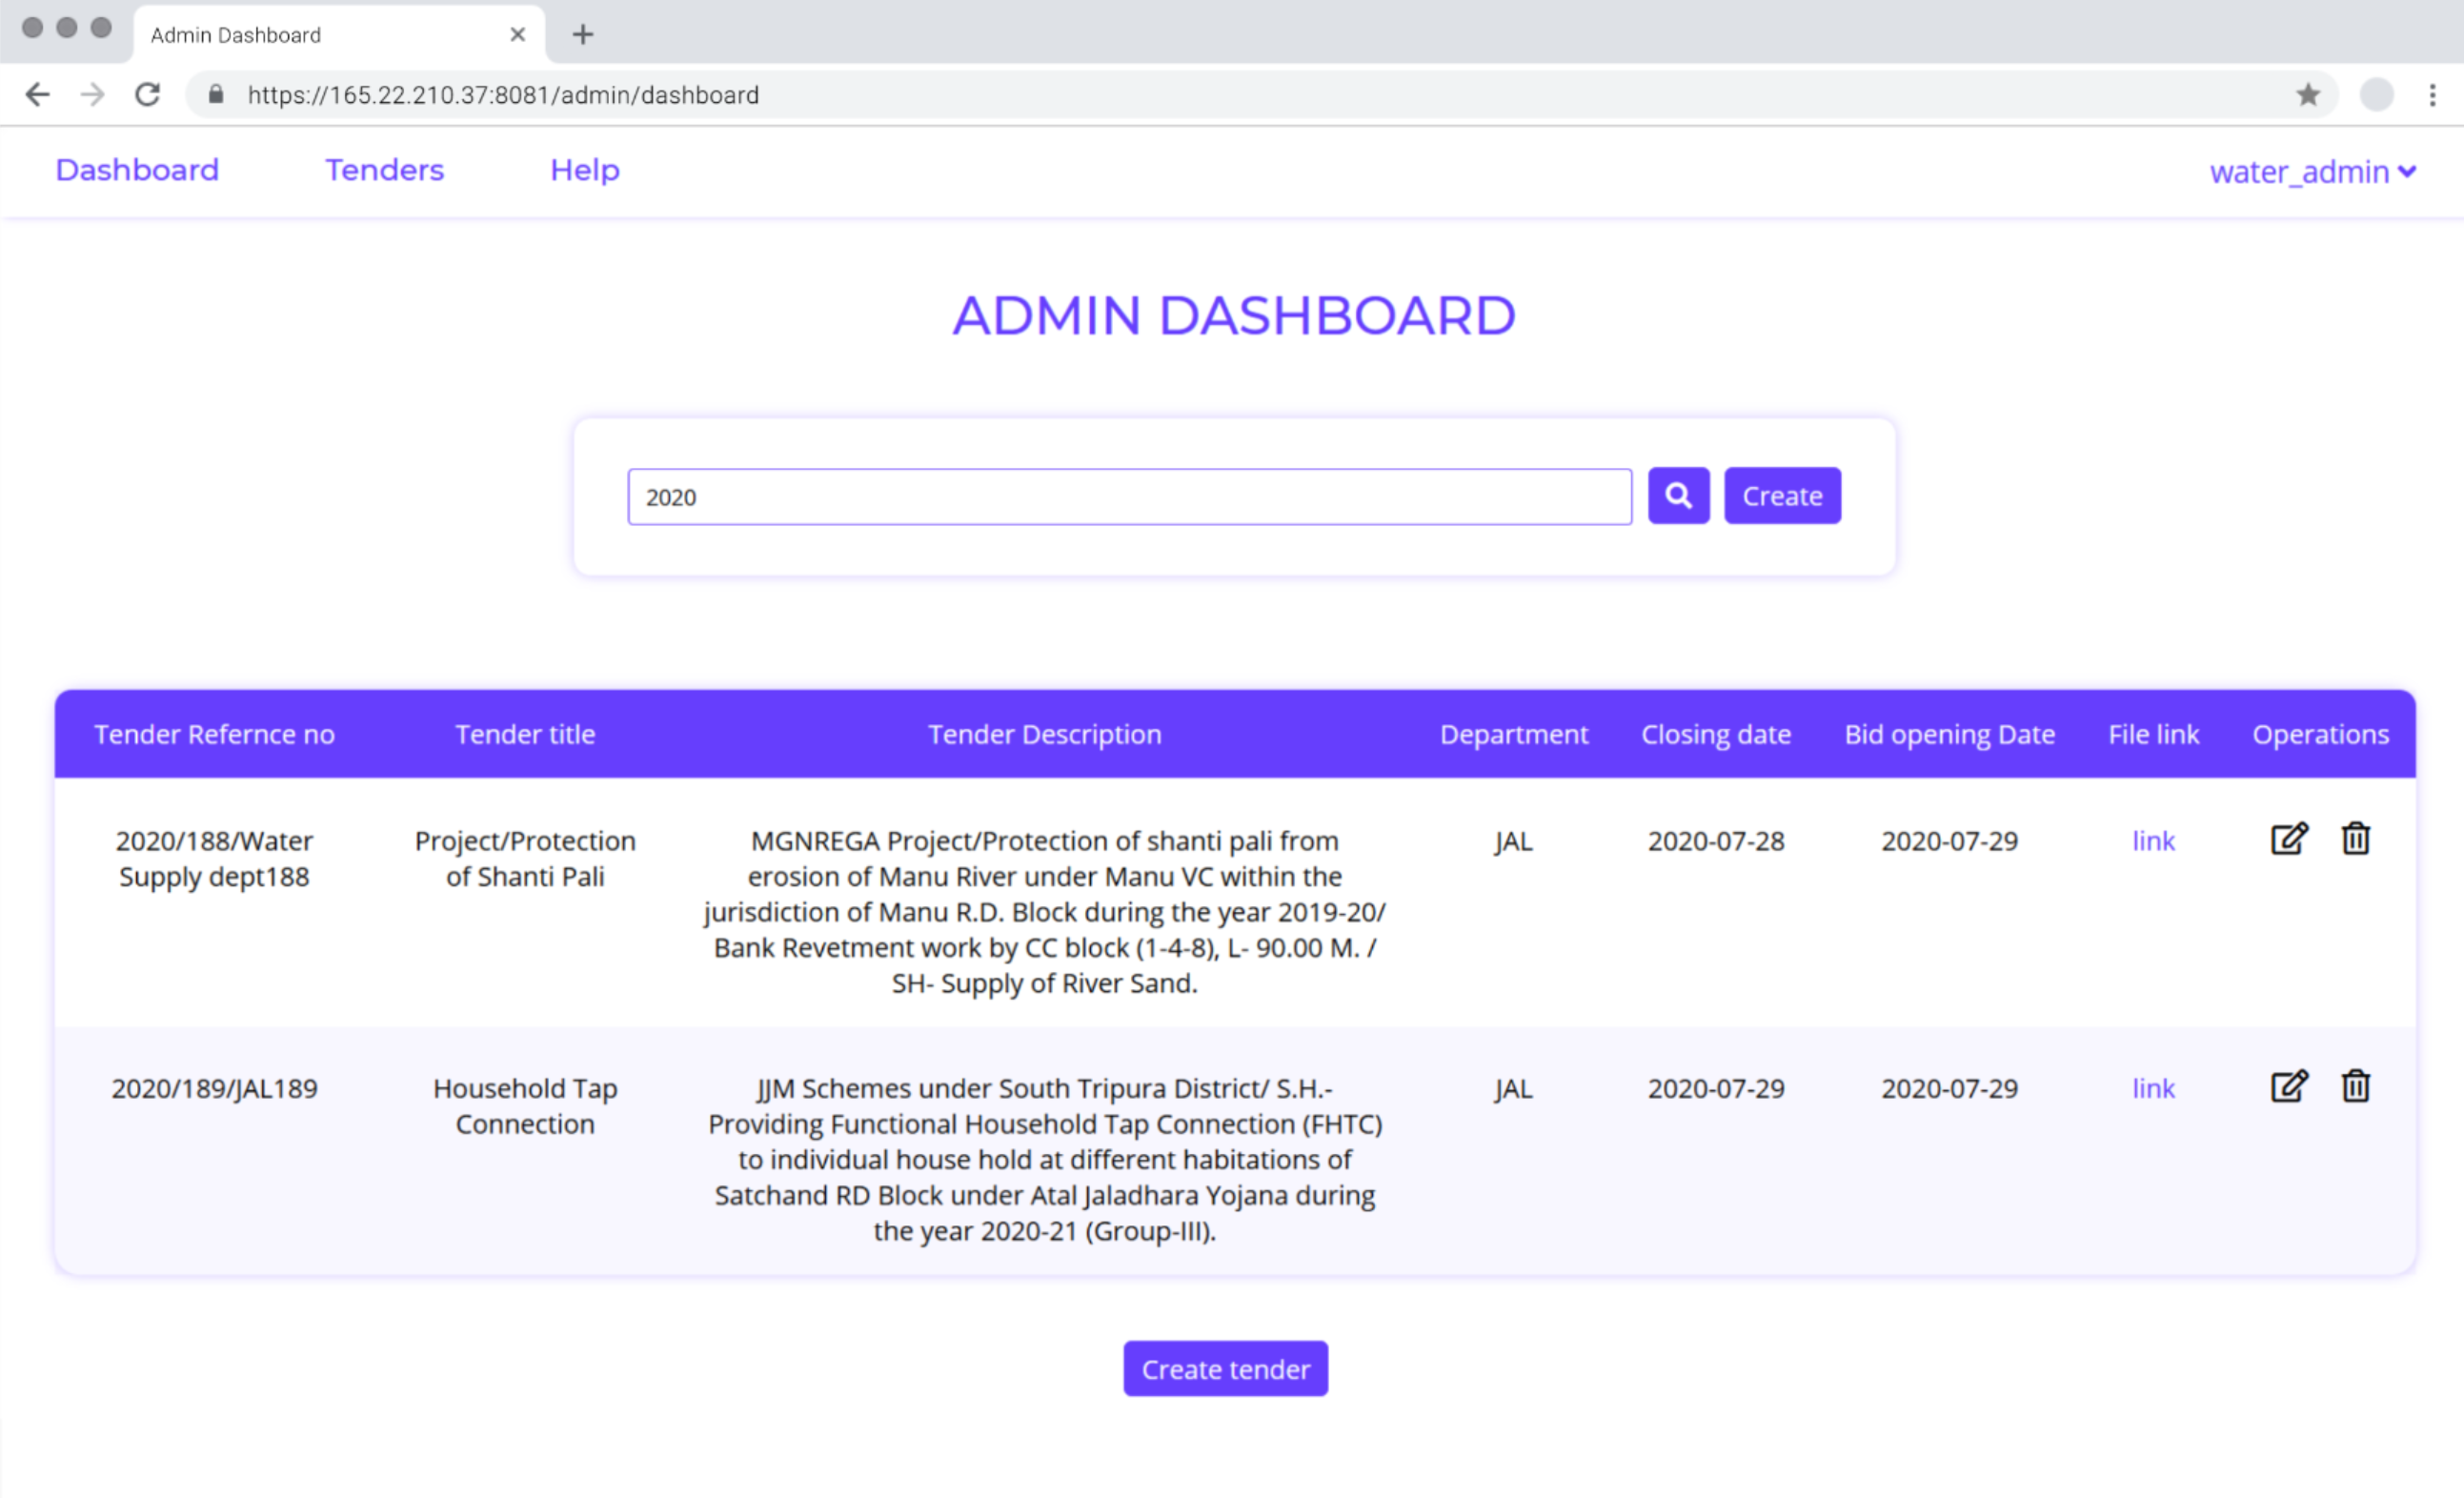 Admin Dashboard
https://165.22.210.37:8081/admin/dashboard
Dashboard Tenders Help water_admin
ADMIN DASHBOARD
2020 Create
Tender Refernce no Tender title Tender Description Department Closing date Bid opening Date File link Operations
2020/188/Water Project/Protection MGNREGA Project/Protection of shanti pali from JAL 2020-07-28 2020-07-29 link
Supply dept188 of Shanti Pali erosion of Manu River under Manu VC within the
jurisdiction of Manu R.D. Block during the year 2019-20/
Bank Revetment work by CC block (1-4-8), L- 90.00 M. /
SH- Supply of River Sand.
2020/189/JAL189 Household Tap JJM Schemes under South Tripura District/ S.H.- JAL 2020-07-29 2020-07-29 link
Connection Providing Functional Household Tap Connection (FHTC)
to individual house hold at different habitations of
Satchand RD Block under Atal Jaladhara Yojana during
the year 2020-21 (Group-III).
Create tender